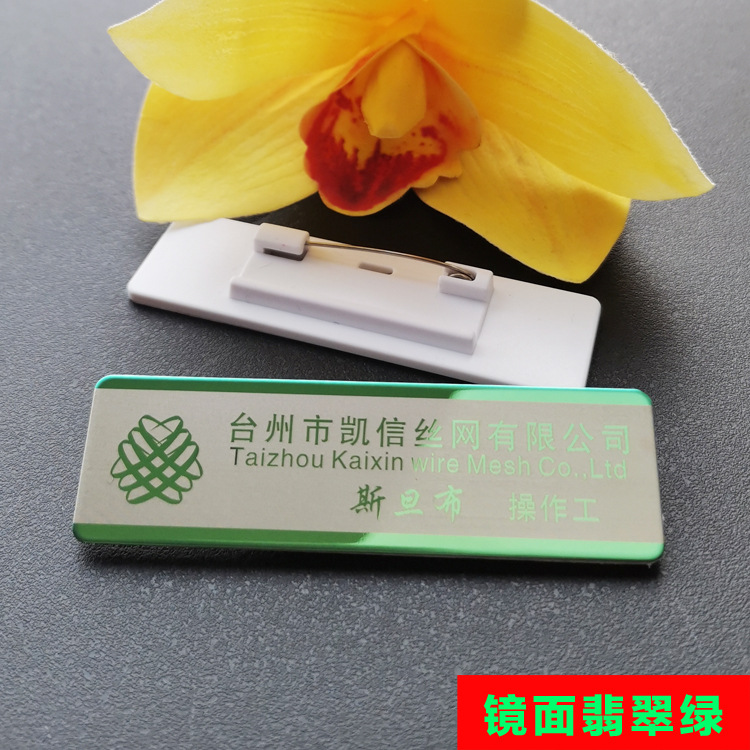 台州市凯信丝网有限公司
Taizhou Kaixin wire Mesh Co.,Ltd
斯旦布 操作工
镜面翡翠绿